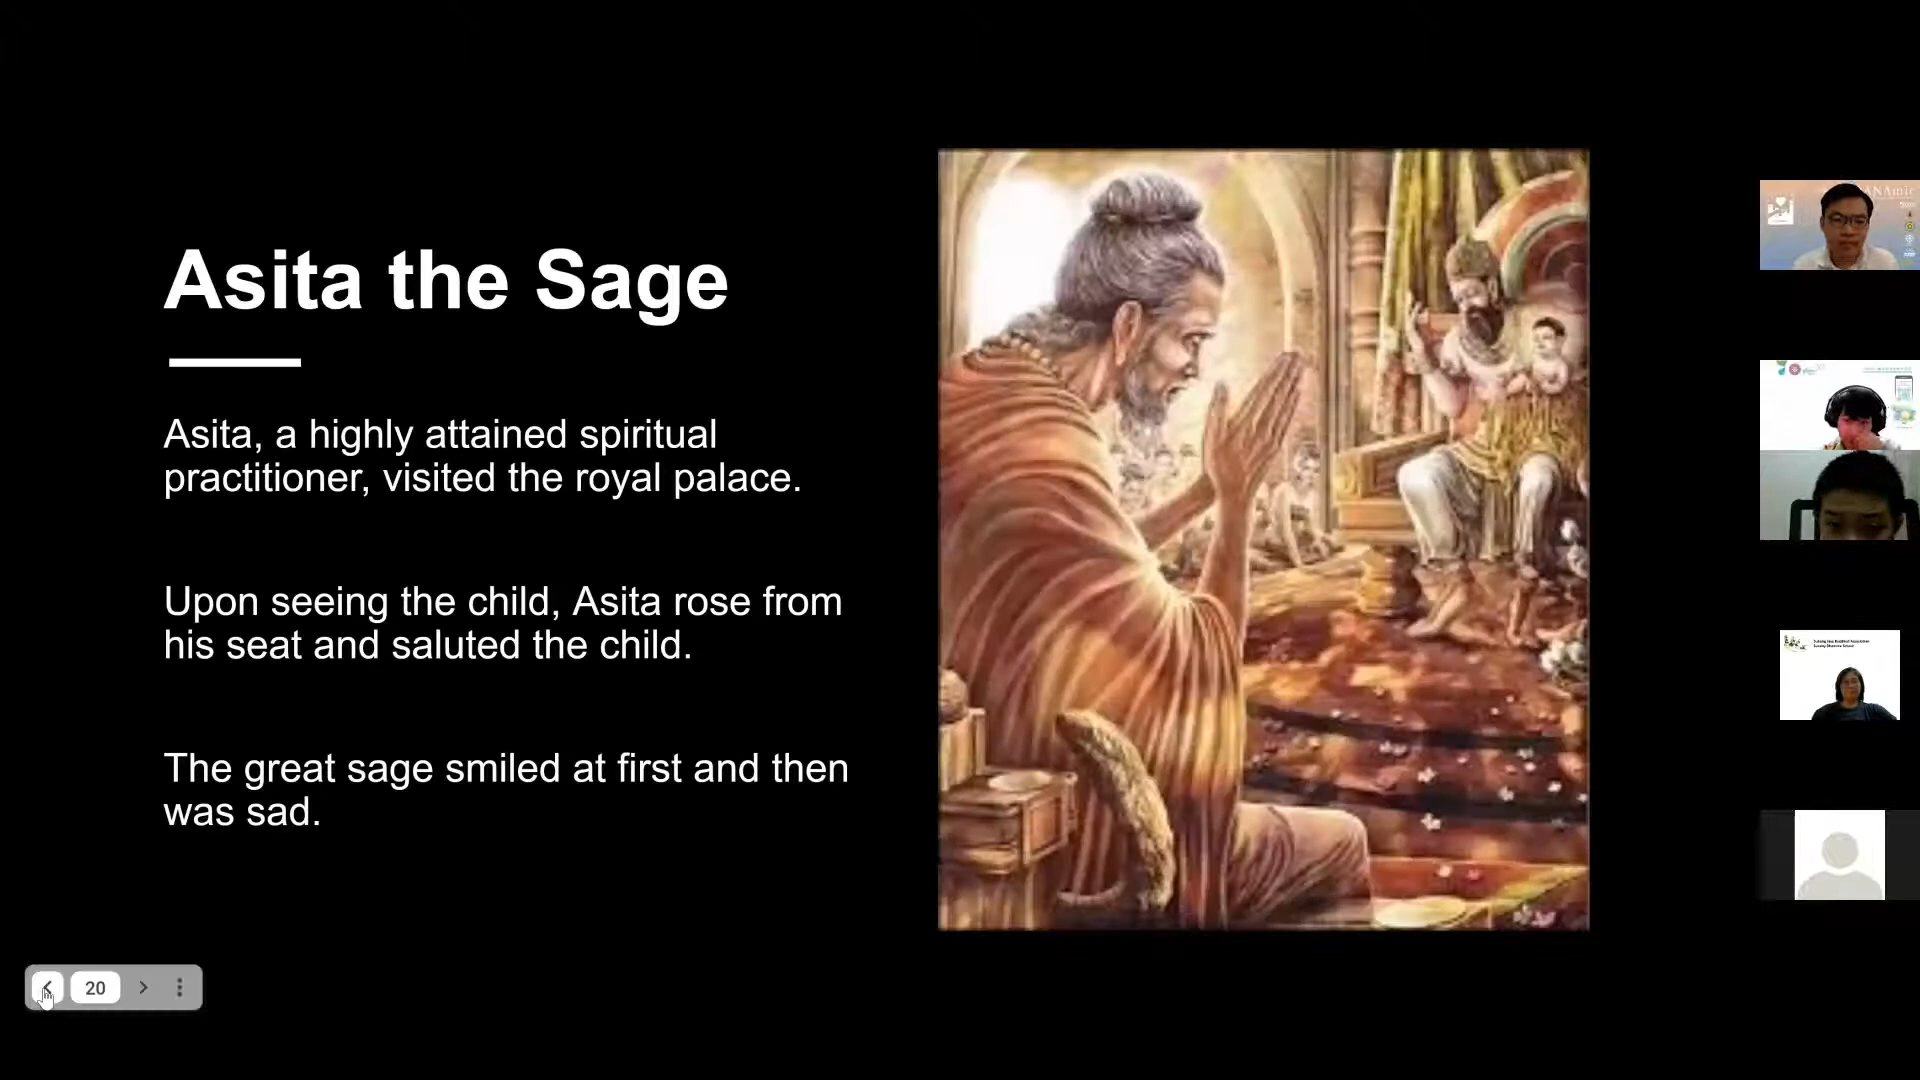 Asita the Sage
Asita, a highly attained spiritual
practitioner, visited the royal palace.
Upon seeing the child, Asita rose from
his seat and saluted the child.
The great sage smiled at first and then
was sad.
20